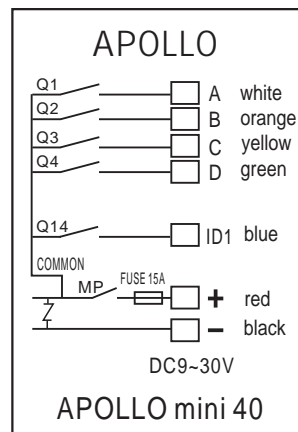 APOLLO
Q1 A white
Q2 B orange
Q3 C yellow
Q4 D green
Q14 ID1 blue
COMMON
MP FUSE 15A + red
− black
DC9~30V
APOLLO mini 40